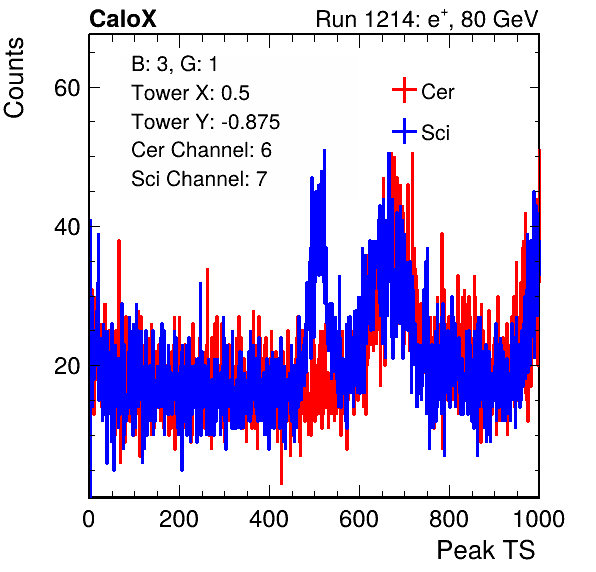 CaloX Run 1214: e⁺, 80 GeV
Counts
B: 3, G: 1
Tower X: 0.5
Tower Y: -0.875
Cer Channel: 6
Sci Channel: 7
Cer
Sci
60
40
20
0 200 400 600 800 1000
Peak TS